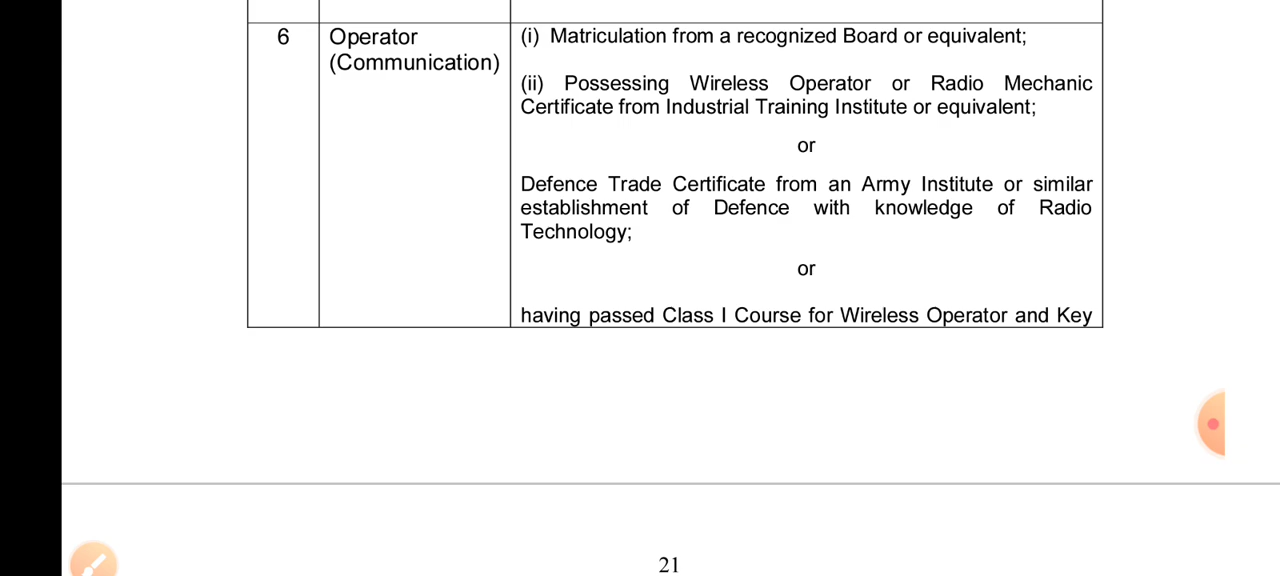 6
Operator
(Communication)
(i) Matriculation from a recognized Board or equivalent;
(ii) Possessing Wireless Operator or Radio Mechanic
Certificate from Industrial Training Institute or equivalent;
or
Defence Trade Certificate from an Army Institute or similar
establishment of Defence with knowledge of Radio
Technology;
or
having passed Class I Course for Wireless Operator and Key
21